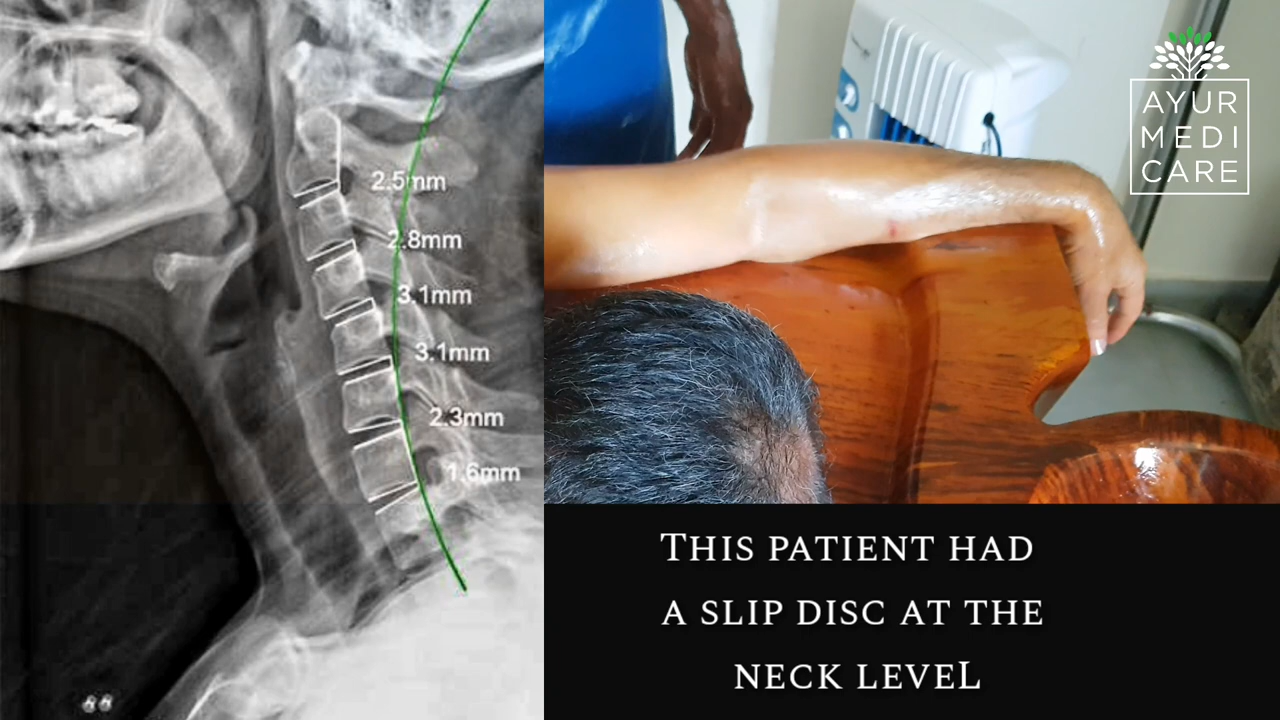 2.5mm
2.8mm
3.1mm
3.1mm
2.3mm
1.6mm
AYUR
MEDI
CARE
THIS PATIENT HAD
A SLIP DISC AT THE
NECK LEVEL